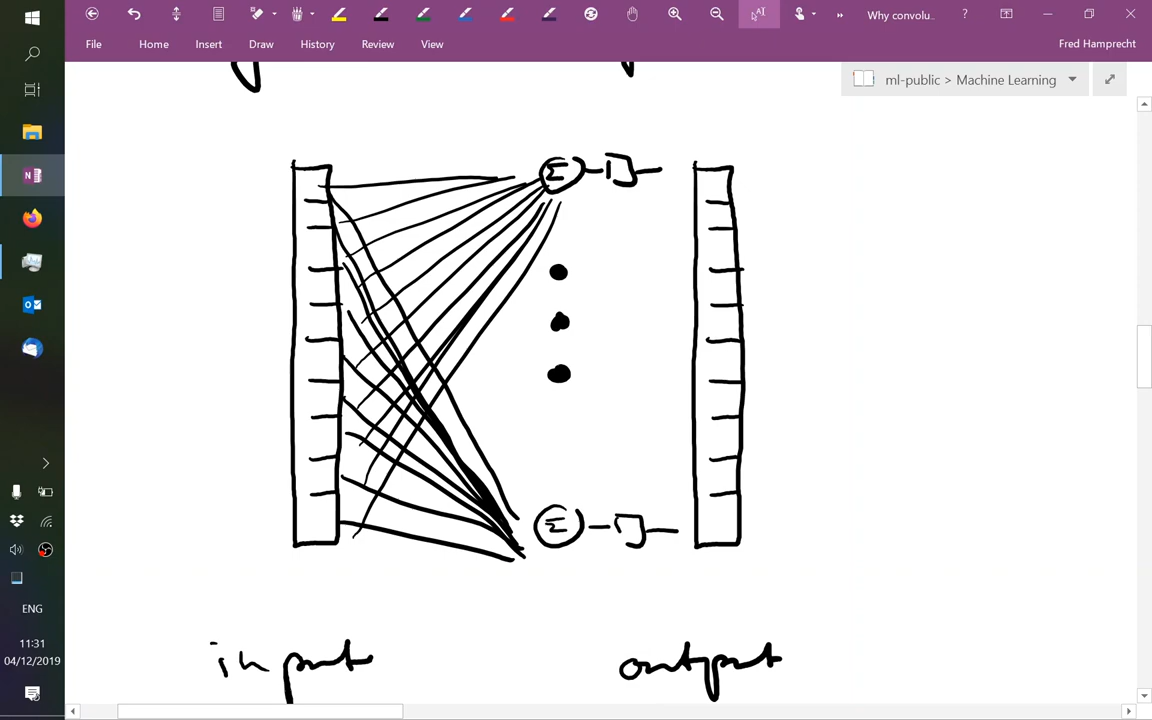 Why convolu..
?
File Home Insert Draw History Review View
Fred Hamprecht
ml-public > Machine Learning
Σ
Σ
input output
ENG
11:31
04/12/2019